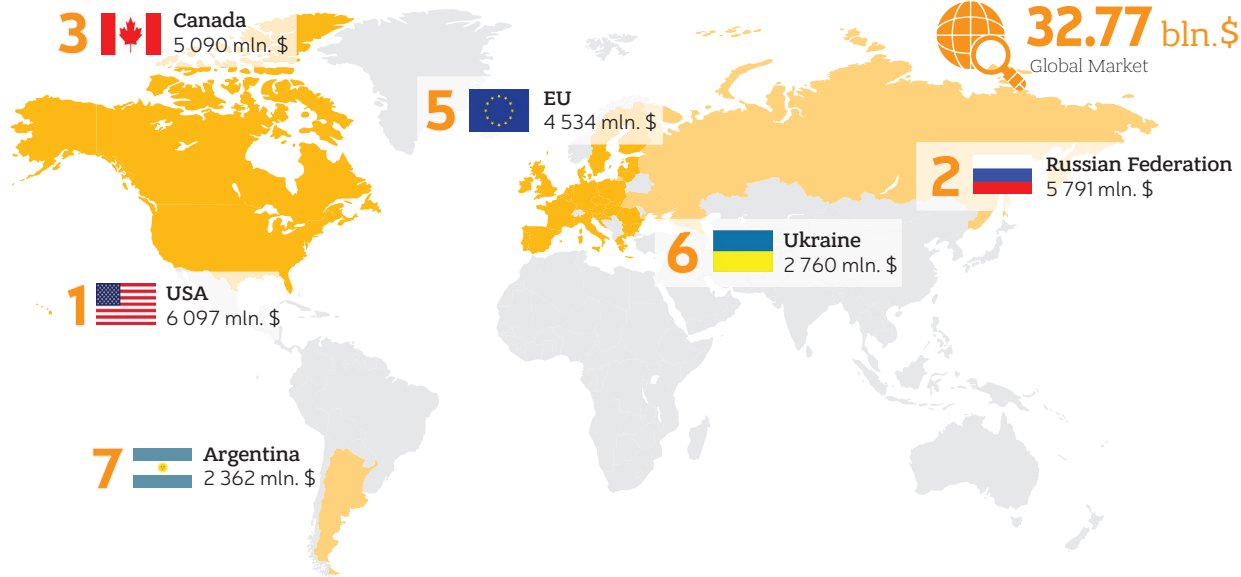 3
Canada
5 090 mln. $
32.77 bln.$
Global Market
5
EU
4 534 mln. $
2
Russian Federation
5 791 mln. $
6
Ukraine
2 760 mln. $
1
USA
6 097 mln. $
7
Argentina
2 362 mln. $